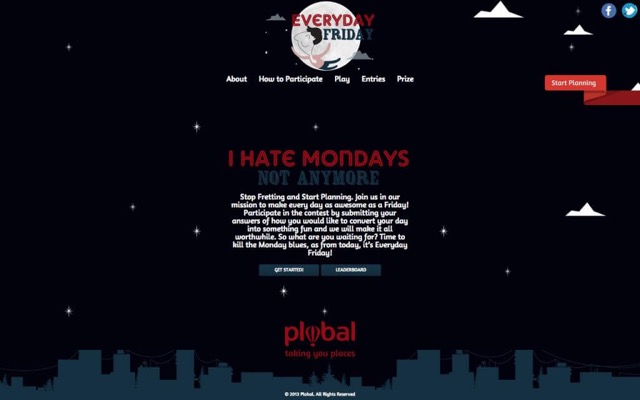 EVERYDAY
FRIDAY
About How to Participate Play Entries Prize
Start Planning
I HATE MONDAYS
NOT ANYMORE
Stop Fretting and Start Planning. Join us in our
mission to make every day as awesome as a Friday!
Participate in the contest by submitting your
answers of how you would like to convert your day
into something fun and we will make it all
worthwhile. So what are you waiting for? Time to
kill the Monday blues, as from today, it's Everyday
Friday!
GET STARTED! LEADERBOARD
plobal
taking you places
© 2013 Plobal. All Rights Reserved